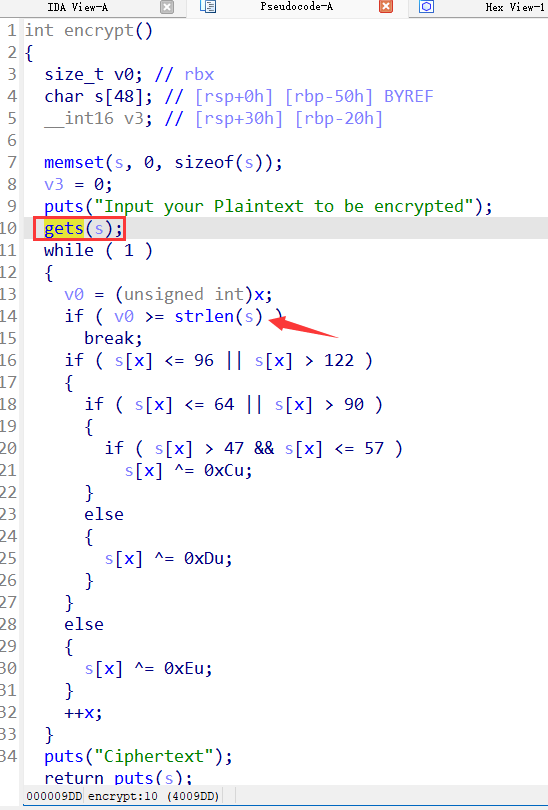 IDA View-A Pseudocode-A Hex View-1
1 int encrypt()
2 {
3 size_t v0; // rbx
4 char s[48]; // [rsp+0h] [rbp-50h] BYREF
5 __int16 v3; // [rsp+30h] [rbp-20h]
6
7 memset(s, 0, sizeof(s));
8 v3 = 0;
9 puts("Input your Plaintext to be encrypted");
10 gets(s);
11 while ( 1 )
12 {
13 v0 = (unsigned int)x;
14 if ( v0 >= strlen(s) )
15 break;
16 if ( s[x] <= 96 || s[x] > 122 )
17 {
18 if ( s[x] <= 64 || s[x] > 90 )
19 {
20 if ( s[x] > 47 && s[x] <= 57 )
21 s[x] ^= 0xCu;
22 }
23 else
24 {
25 s[x] ^= 0xDu;
26 }
27 }
28 else
29 {
30 s[x] ^= 0xEu;
31 }
32 ++x;
33 }
34 puts("Ciphertext");
return puts(s);
000009DD encrypt:10 (4009DD)